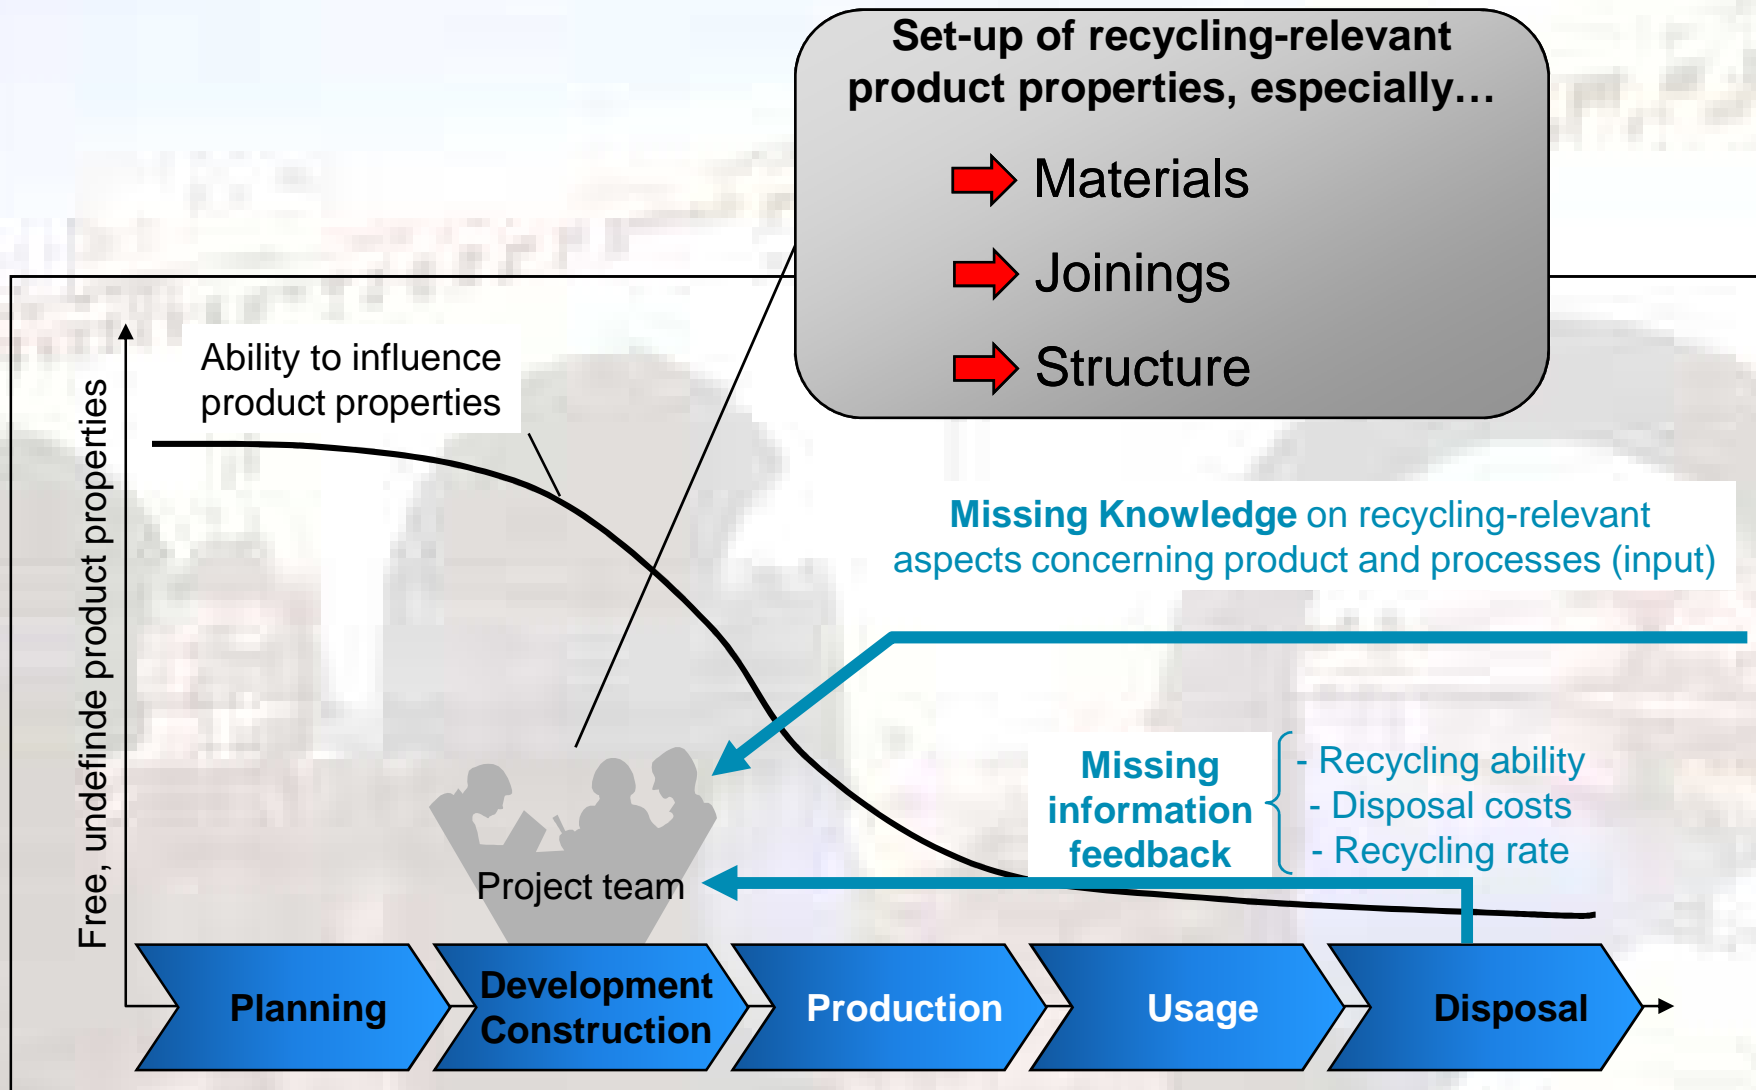 Set-up of recycling-relevant
product properties, especially…
Materials
Joinings
Structure
Ability to influence
product properties
Free, undefinde product properties
Missing Knowledge on recycling-relevant
aspects concerning product and processes (input)
Missing
information
feedback
- Recycling ability
- Disposal costs
- Recycling rate
Project team
Planning
Development
Construction
Production
Usage
Disposal